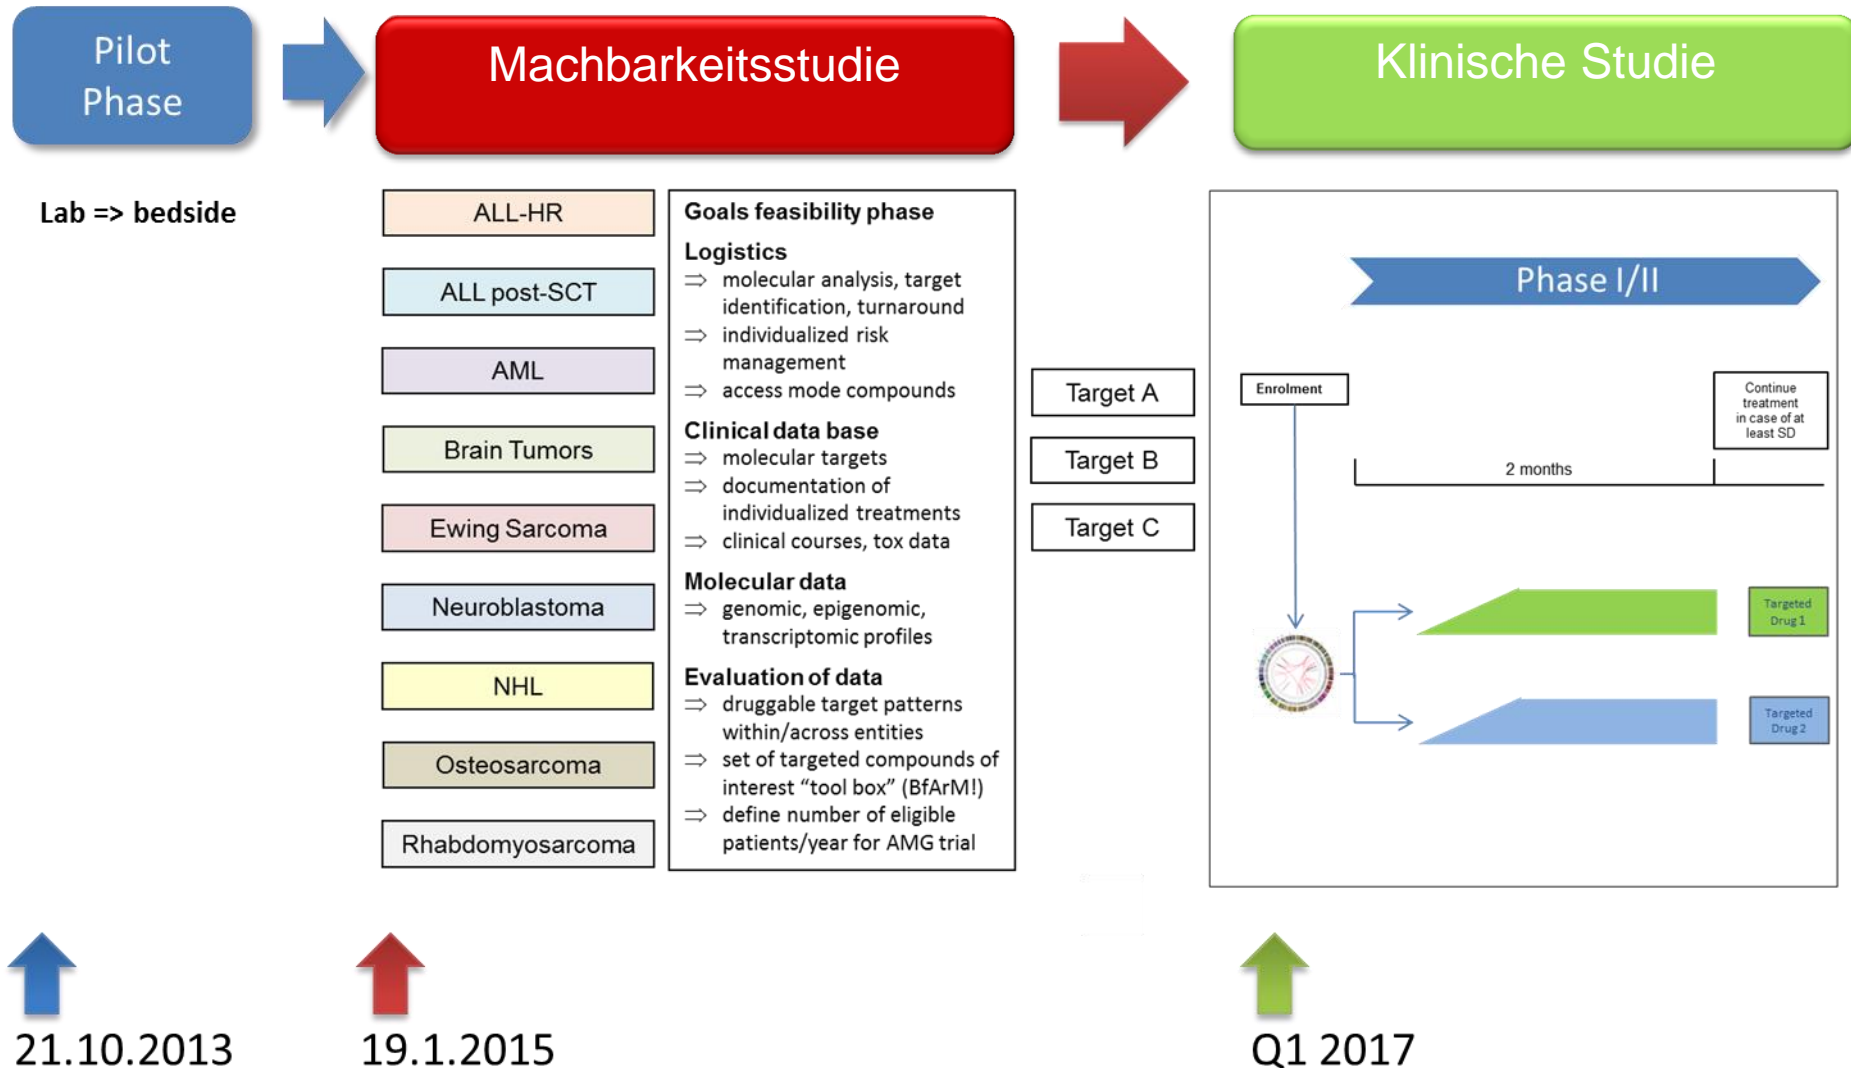 Pilot
Phase
Machbarkeitsstudie
Klinische Studie
Lab => bedside
ALL-HR
ALL post-SCT
AML
Brain Tumors
Ewing Sarcoma
Neuroblastoma
NHL
Osteosarcoma
Rhabdomyosarcoma
Goals feasibility phase
Logistics
⇒ molecular analysis, target
identification, turnaround
⇒ individualized risk
management
⇒ access mode compounds
Clinical data base
⇒ molecular targets
⇒ documentation of
individualized treatments
⇒ clinical courses, tox data
Molecular data
⇒ genomic, epigenomic,
transcriptomic profiles
Evaluation of data
⇒ druggable target patterns
within/across entities
⇒ set of targeted compounds of
interest “tool box” (BfArM!)
⇒ define number of eligible
patients/year for AMG trial
Target A
Target B
Target C
Phase I/II
Enrolment
Continue
treatment
in case of at
least SD
2 months
Targeted
Drug 1
Targeted
Drug 2
21.10.2013
19.1.2015
Q1 2017